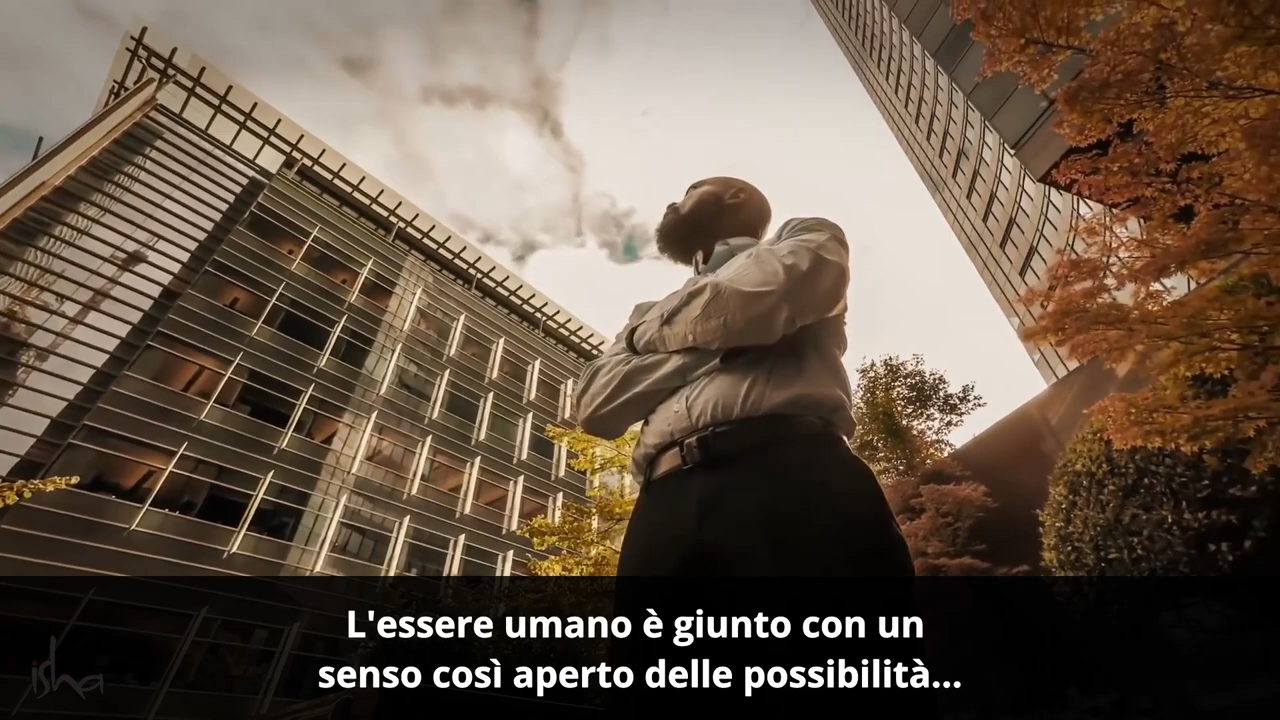 L'essere umano è giunto con un
senso così aperto delle possibilità...
isha